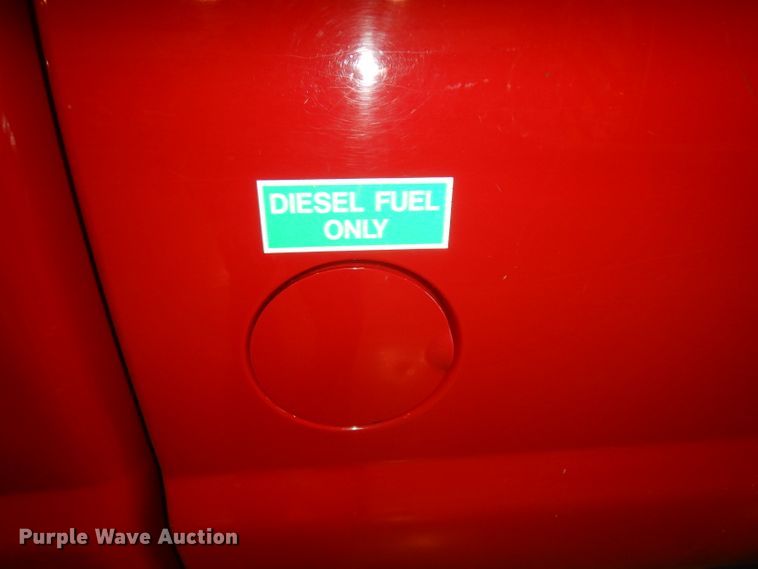 DIESEL FUEL
ONLY
Purple Wave Auction